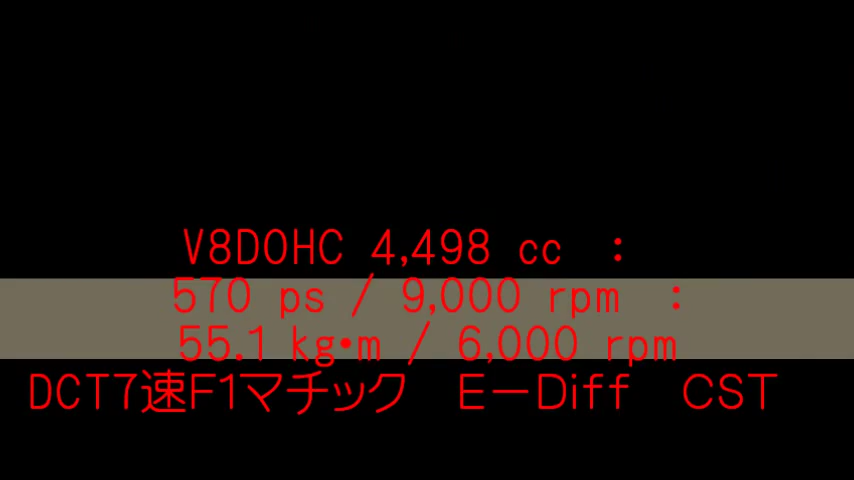 V8DOHC 4,498 cc :
570 ps / 9,000 rpm :
55.1 kg・m / 6,000 rpm
DCT7速F1マチック E－Diff CST